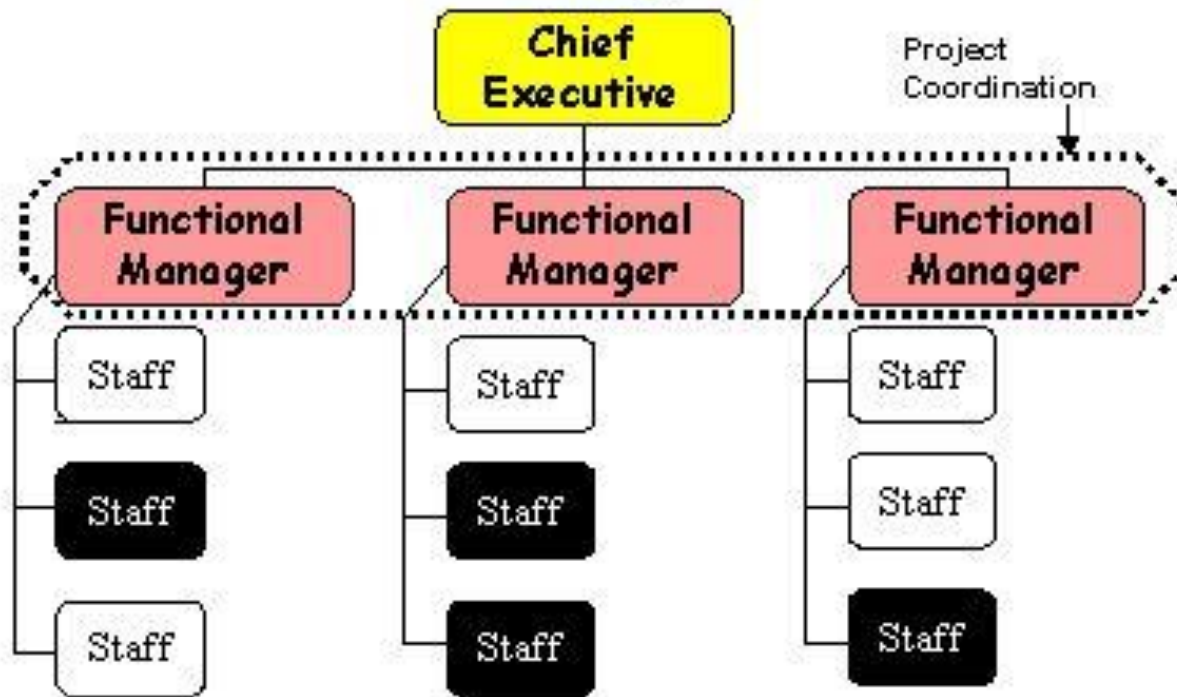 Chief
Executive
Project
Coordination
Functional
Manager
Functional
Manager
Functional
Manager
Staff
Staff
Staff
Staff
Staff
Staff
Staff
Staff
Staff